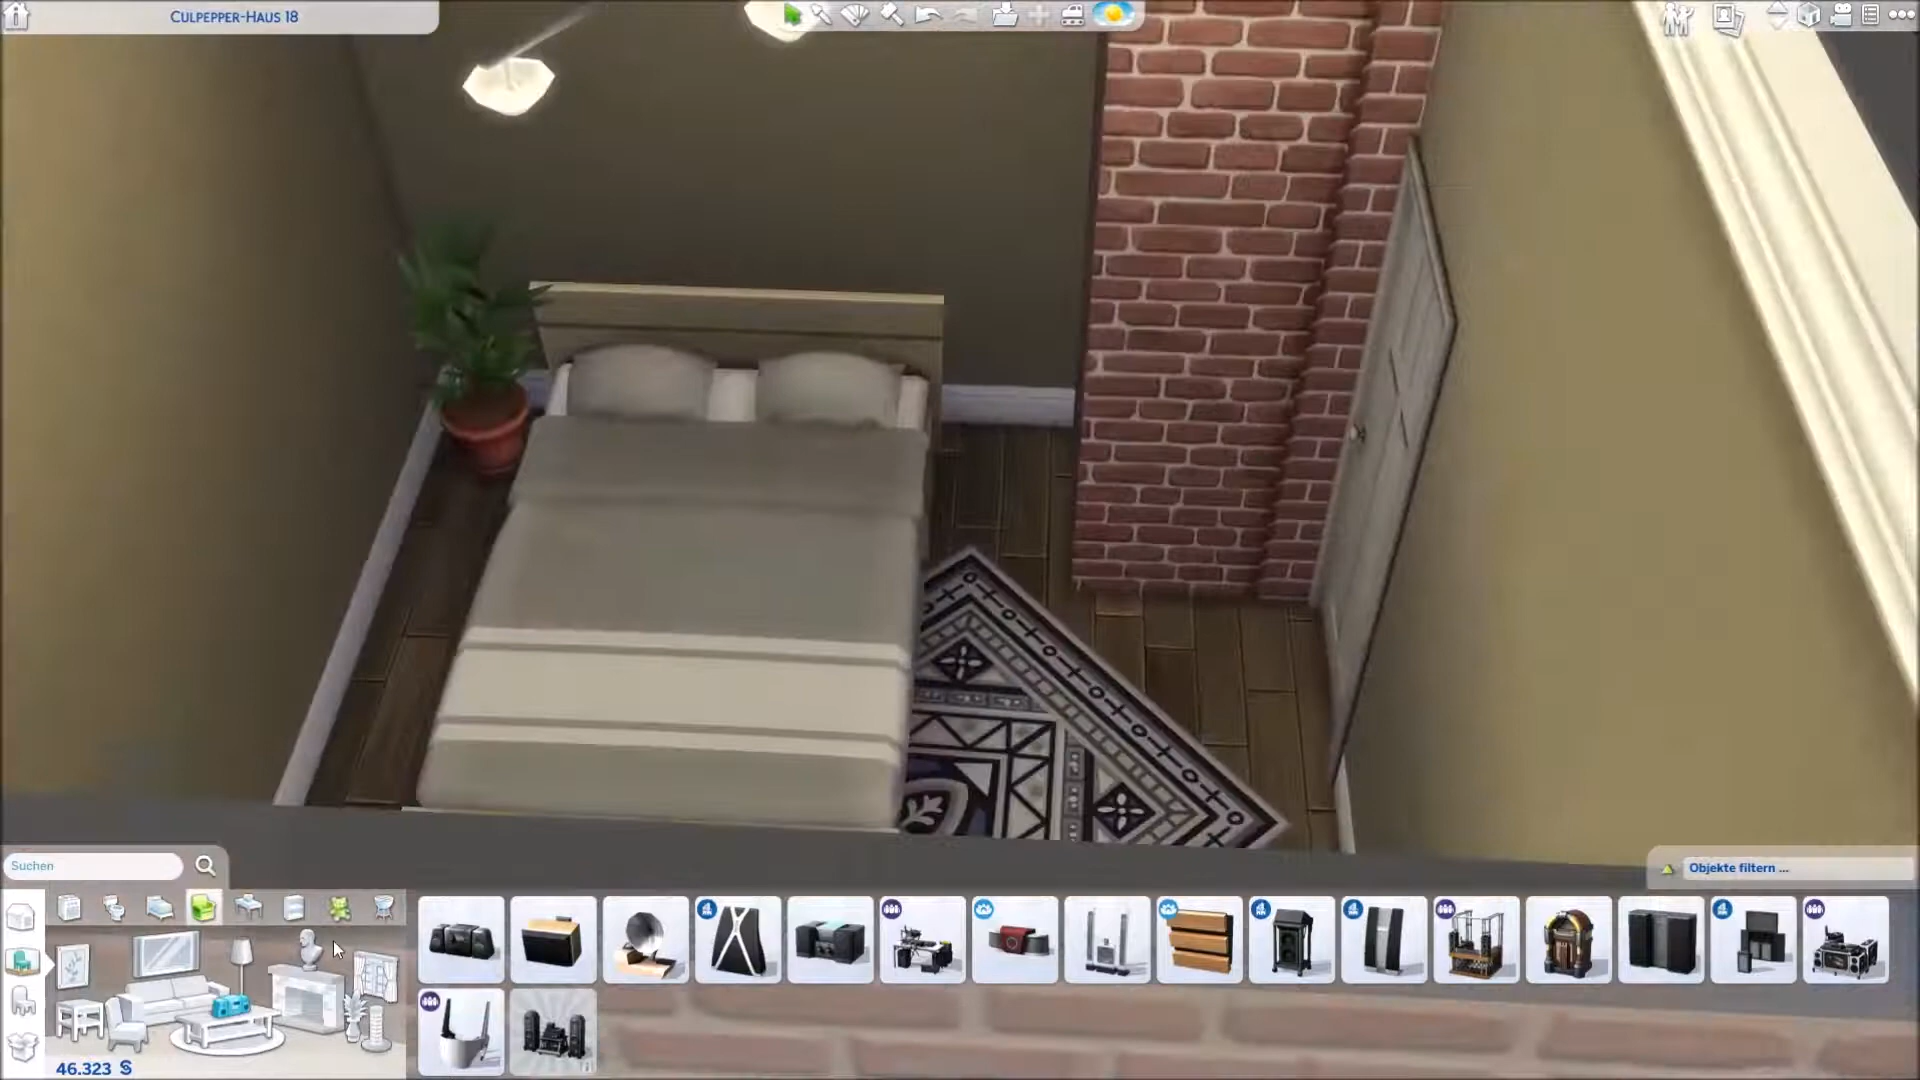 Culpepper-Haus 18
Suchen
Objekte filtern ...
46.323 S